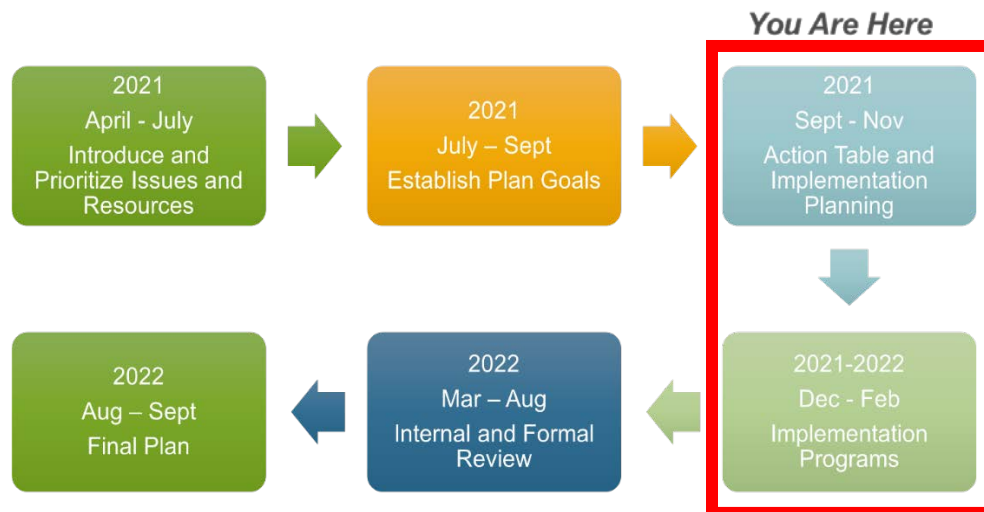 You Are Here
2021
April - July
Introduce and
Prioritize Issues and
Resources
2021
July – Sept
Establish Plan Goals
2021
Sept - Nov
Action Table and
Implementation
Planning
2021-2022
Dec - Feb
Implementation
Programs
2022
Mar – Aug
Internal and Formal
Review
2022
Aug – Sept
Final Plan